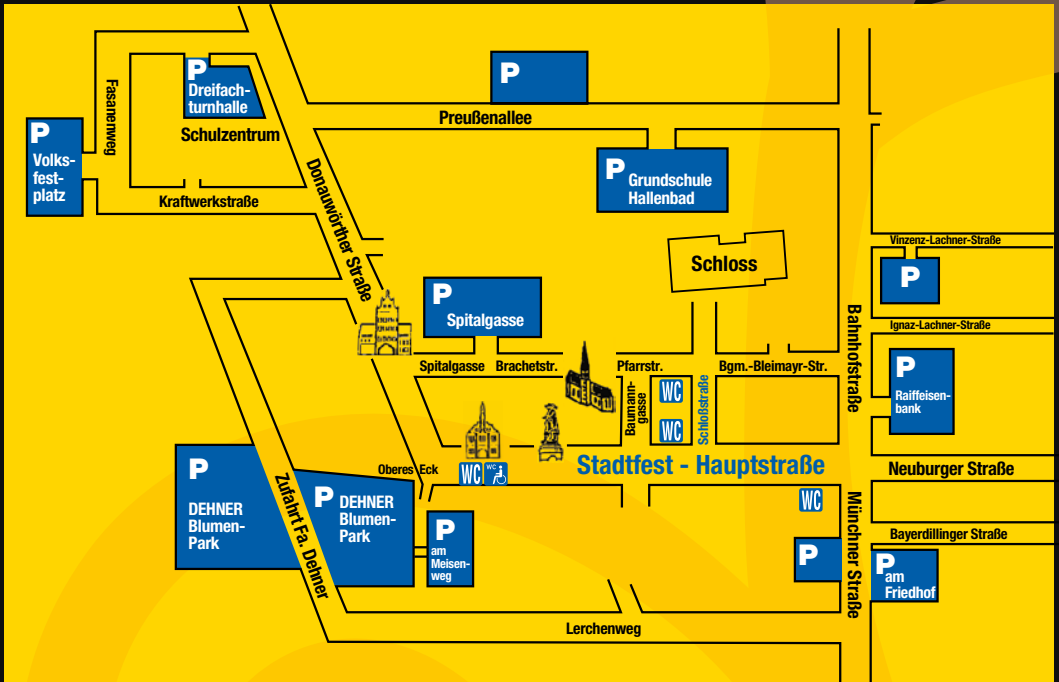 P
Dreifach-
turnhalle
Schulzentrum
Fasanenweg
P
Volks-
fest-
platz
Kraftwerkstraße
Donauwörther Straße
P
Preußenallee
P
Grundschule
Hallenbad
Schloss
Vinzenz-Lachner-Straße
P
Ignaz-Lachner-Straße
Bahnhofstraße
P
Raiffeisen-
bank
P
Spitalgasse
Spitalgasse
Brachetstr.
Pfarrstr.
Bgm.-Bleimayr-Str.
Baumann-
gasse
WC
WC
Schloßstraße
Stadtfest - Hauptstraße
Neuburger Straße
Oberes Eck
WC
WC
WC
Münchner Straße
Bayerdillinger Straße
P
DEHNER
Blumen-
Park
Zufahrt Fa. Dehner
P
DEHNER
Blumen-
Park
P
am
Meisen-
weg
P
P
am
Friedhof
Lerchenweg